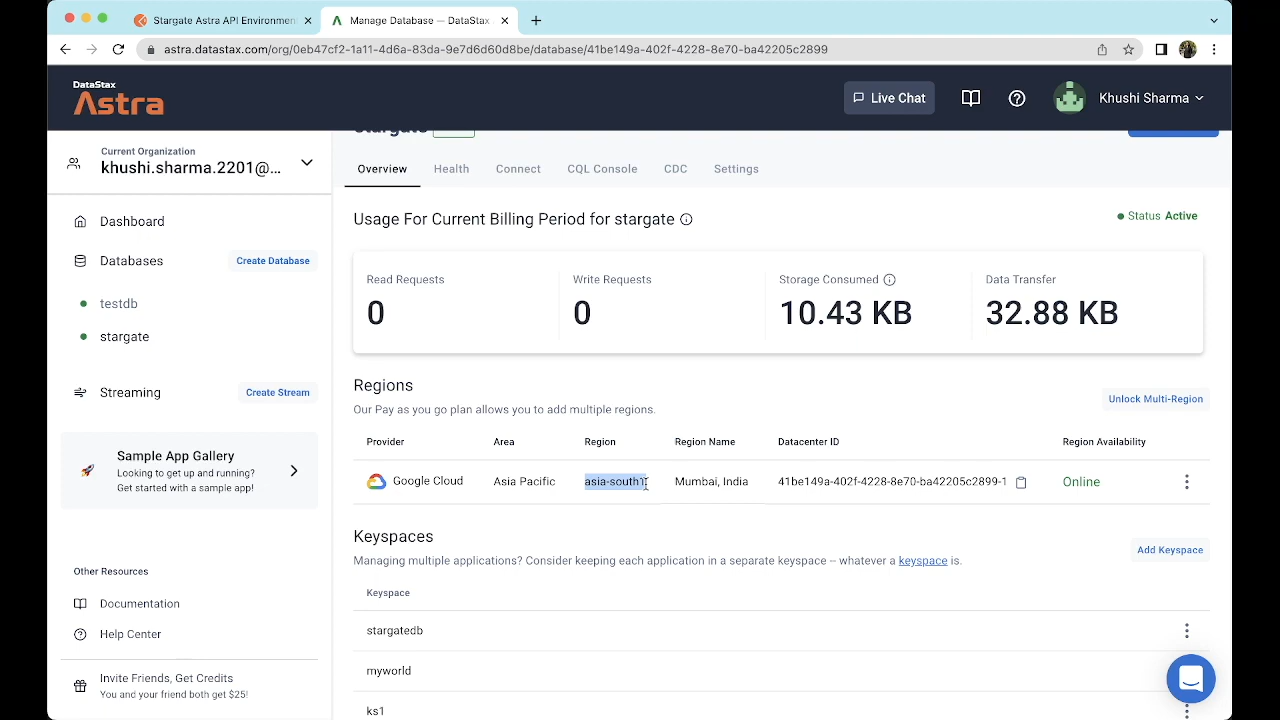 Stargate Astra API Environmen
Manage Database — DataStax
astra.datastax.com/org/0eb47cf2-1a11-4d6a-83da-9e7d6d60d8be/database/41be149a-402f-4228-8e70-ba42205c2899
DataStax
Astra
Live Chat
Khushi Sharma
Current Organization
khushi.sharma.2201@...
Stargate
Overview
Health
Connect
CQL Console
CDC
Settings
Dashboard
Databases
Create Database
testdb
stargate
Streaming
Create Stream
Sample App Gallery
Looking to get up and running?
Get started with a sample app!
Other Resources
Documentation
Help Center
Invite Friends, Get Credits
You and your friend both get $25!
Usage For Current Billing Period for stargate
Status Active
Read Requests
0
Write Requests
0
Storage Consumed
10.43 KB
Data Transfer
32.88 KB
Regions
Our Pay as you go plan allows you to add multiple regions.
Unlock Multi-Region
Provider Area Region Region Name Datacenter ID Region Availability
Google Cloud Asia Pacific asia-south1 Mumbai, India 41be149a-402f-4228-8e70-ba42205c2899-1 Online
Keyspaces
Managing multiple applications? Consider keeping each application in a separate keyspace – whatever a keyspace is.
Add Keyspace
Keyspace
stargatedb
myworld
ks1